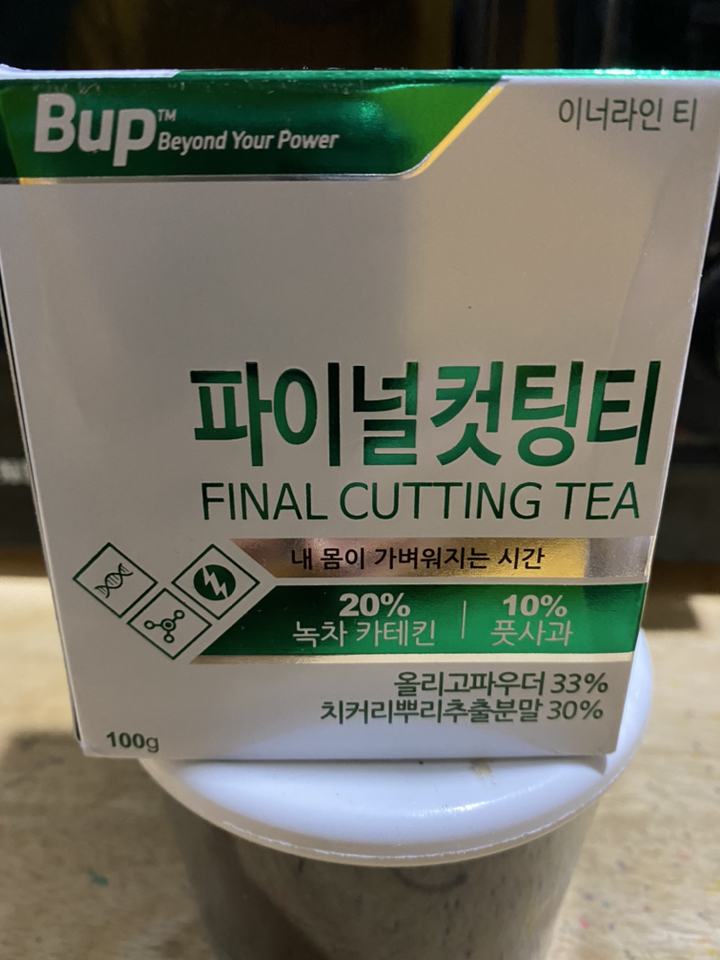 Bup™
Beyond Your Power
이너라인 티
파이널컷팅티
FINAL CUTTING TEA
내 몸이 가벼워지는 시간
20% 10%
녹차 카테킨 풋사과
올리고파우더 33%
치커리뿌리추출분말 30%
100g